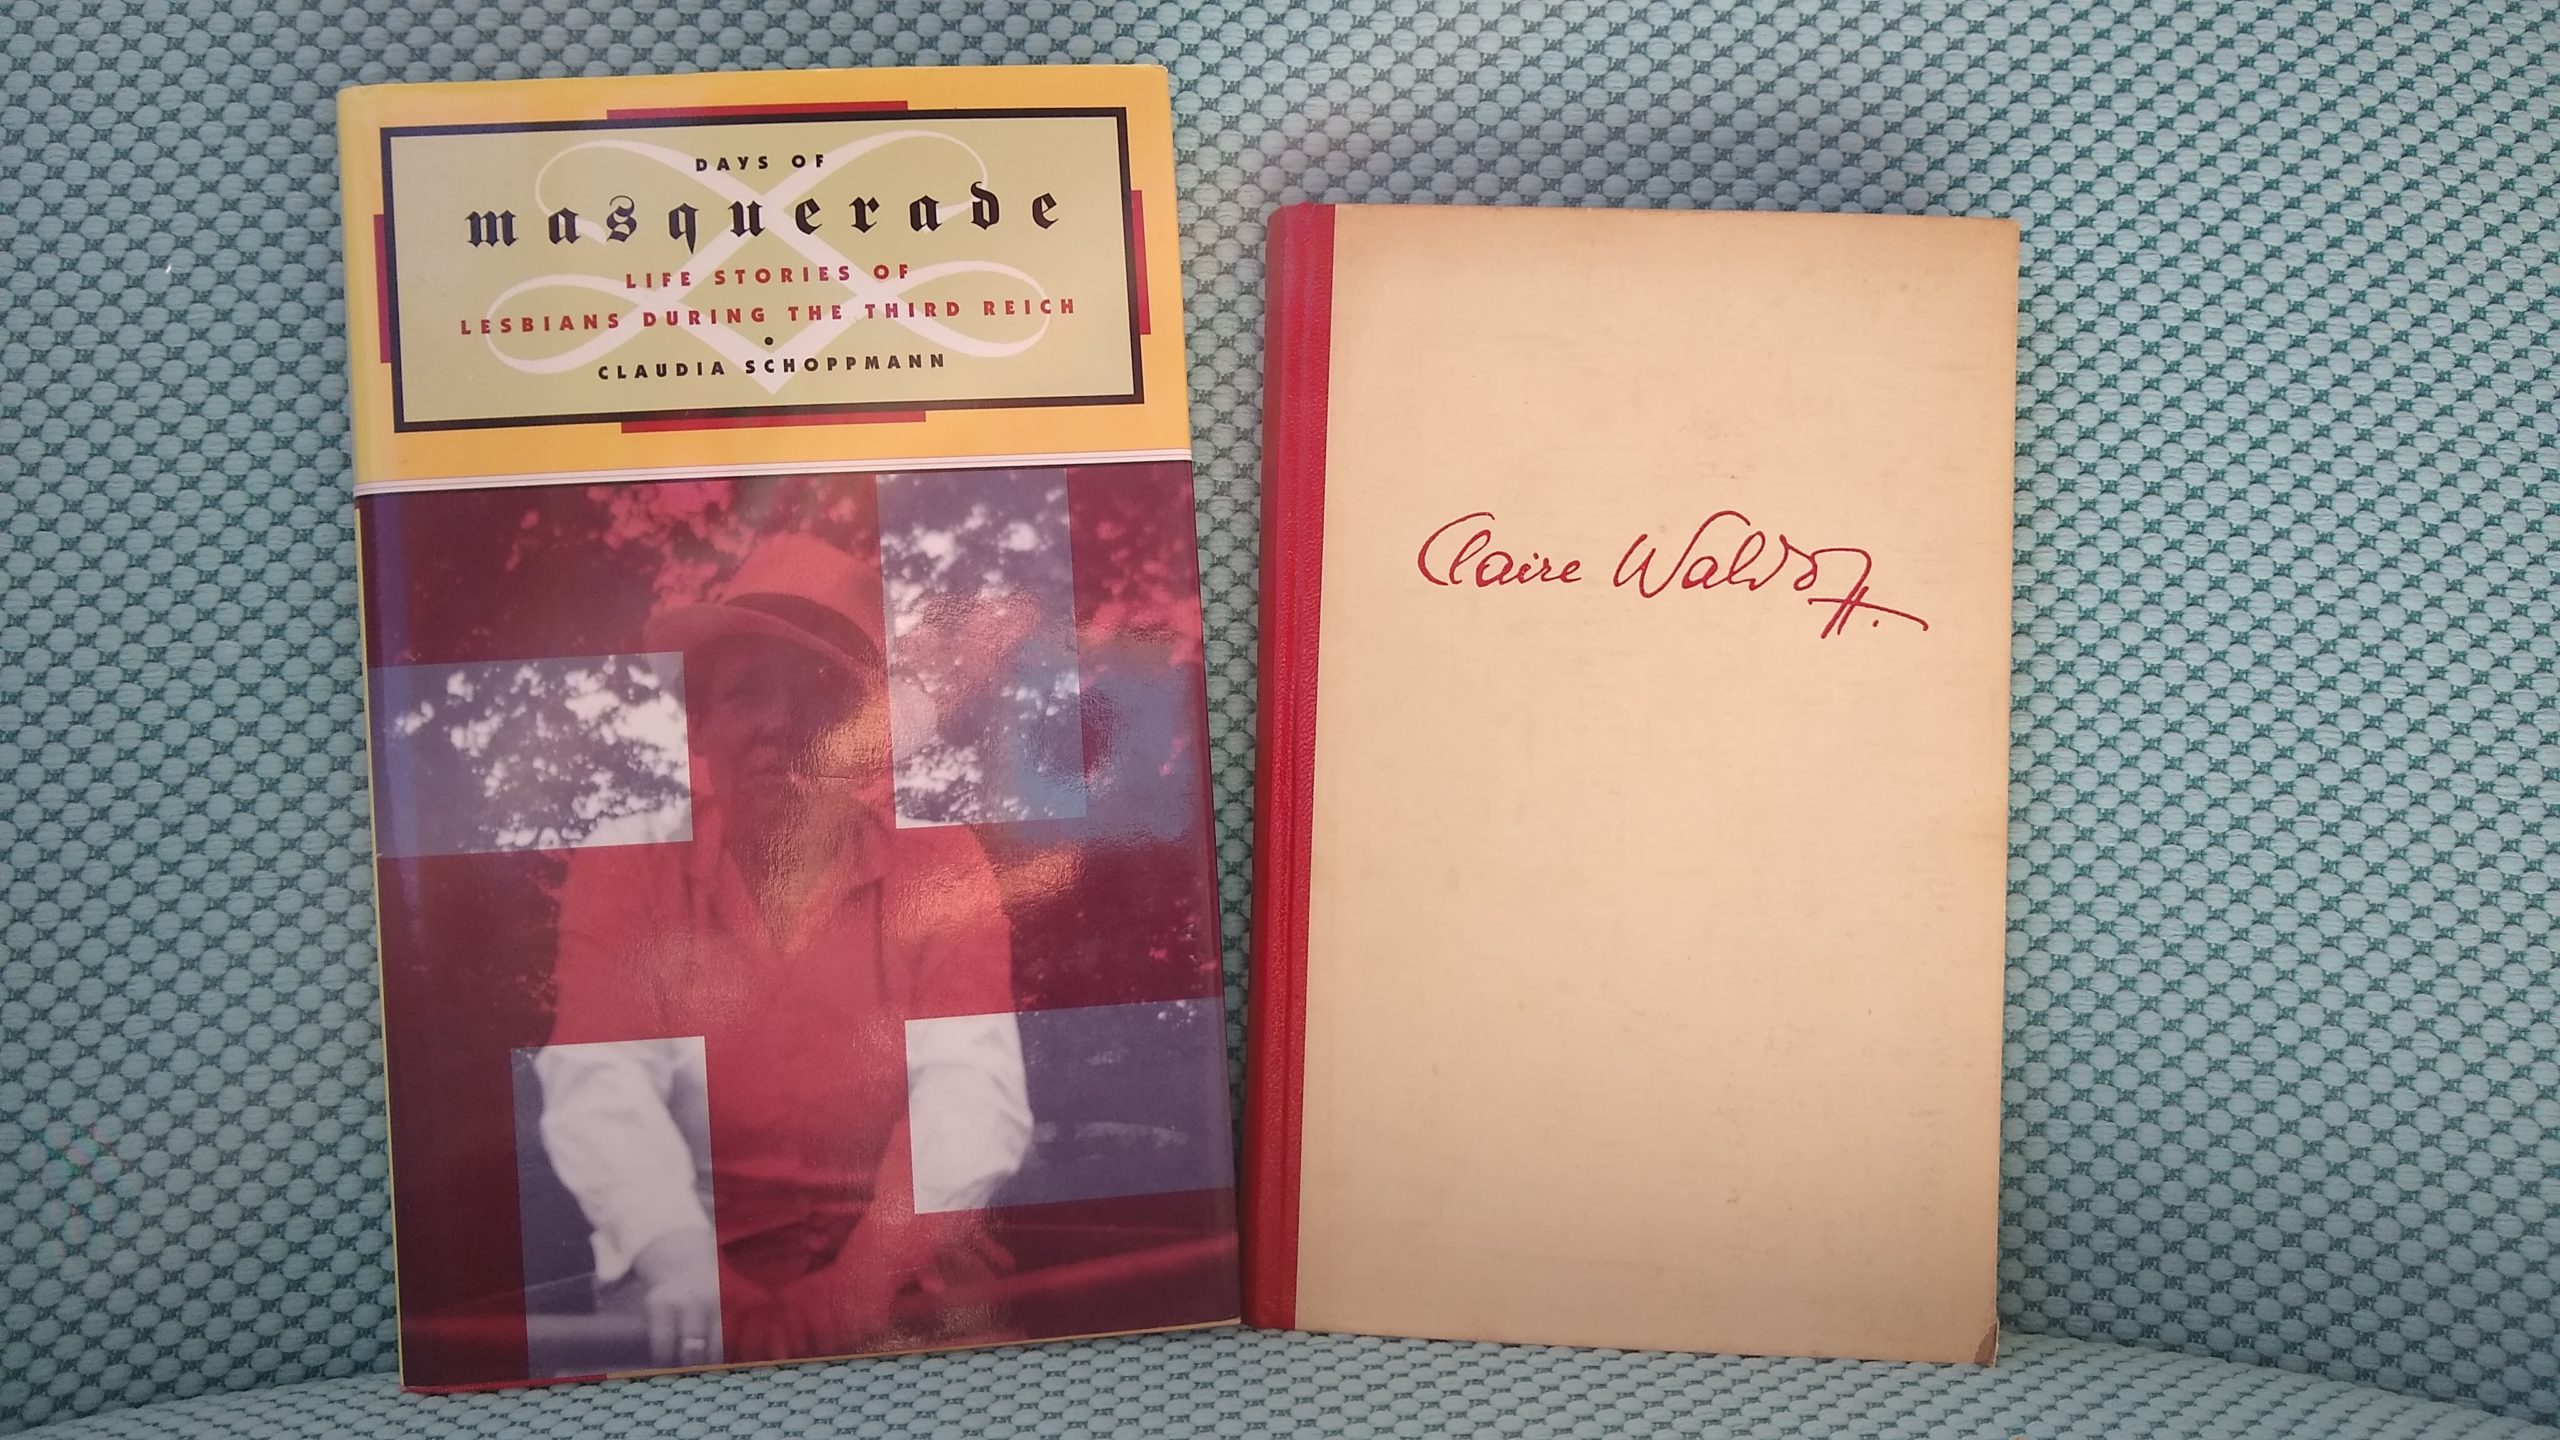 DAYS OF
masquerade
LIFE STORIES OF
LESBIANS DURING THE THIRD REICH
•
CLAUDIA SCHOPPMANN
Claire Waldoff.